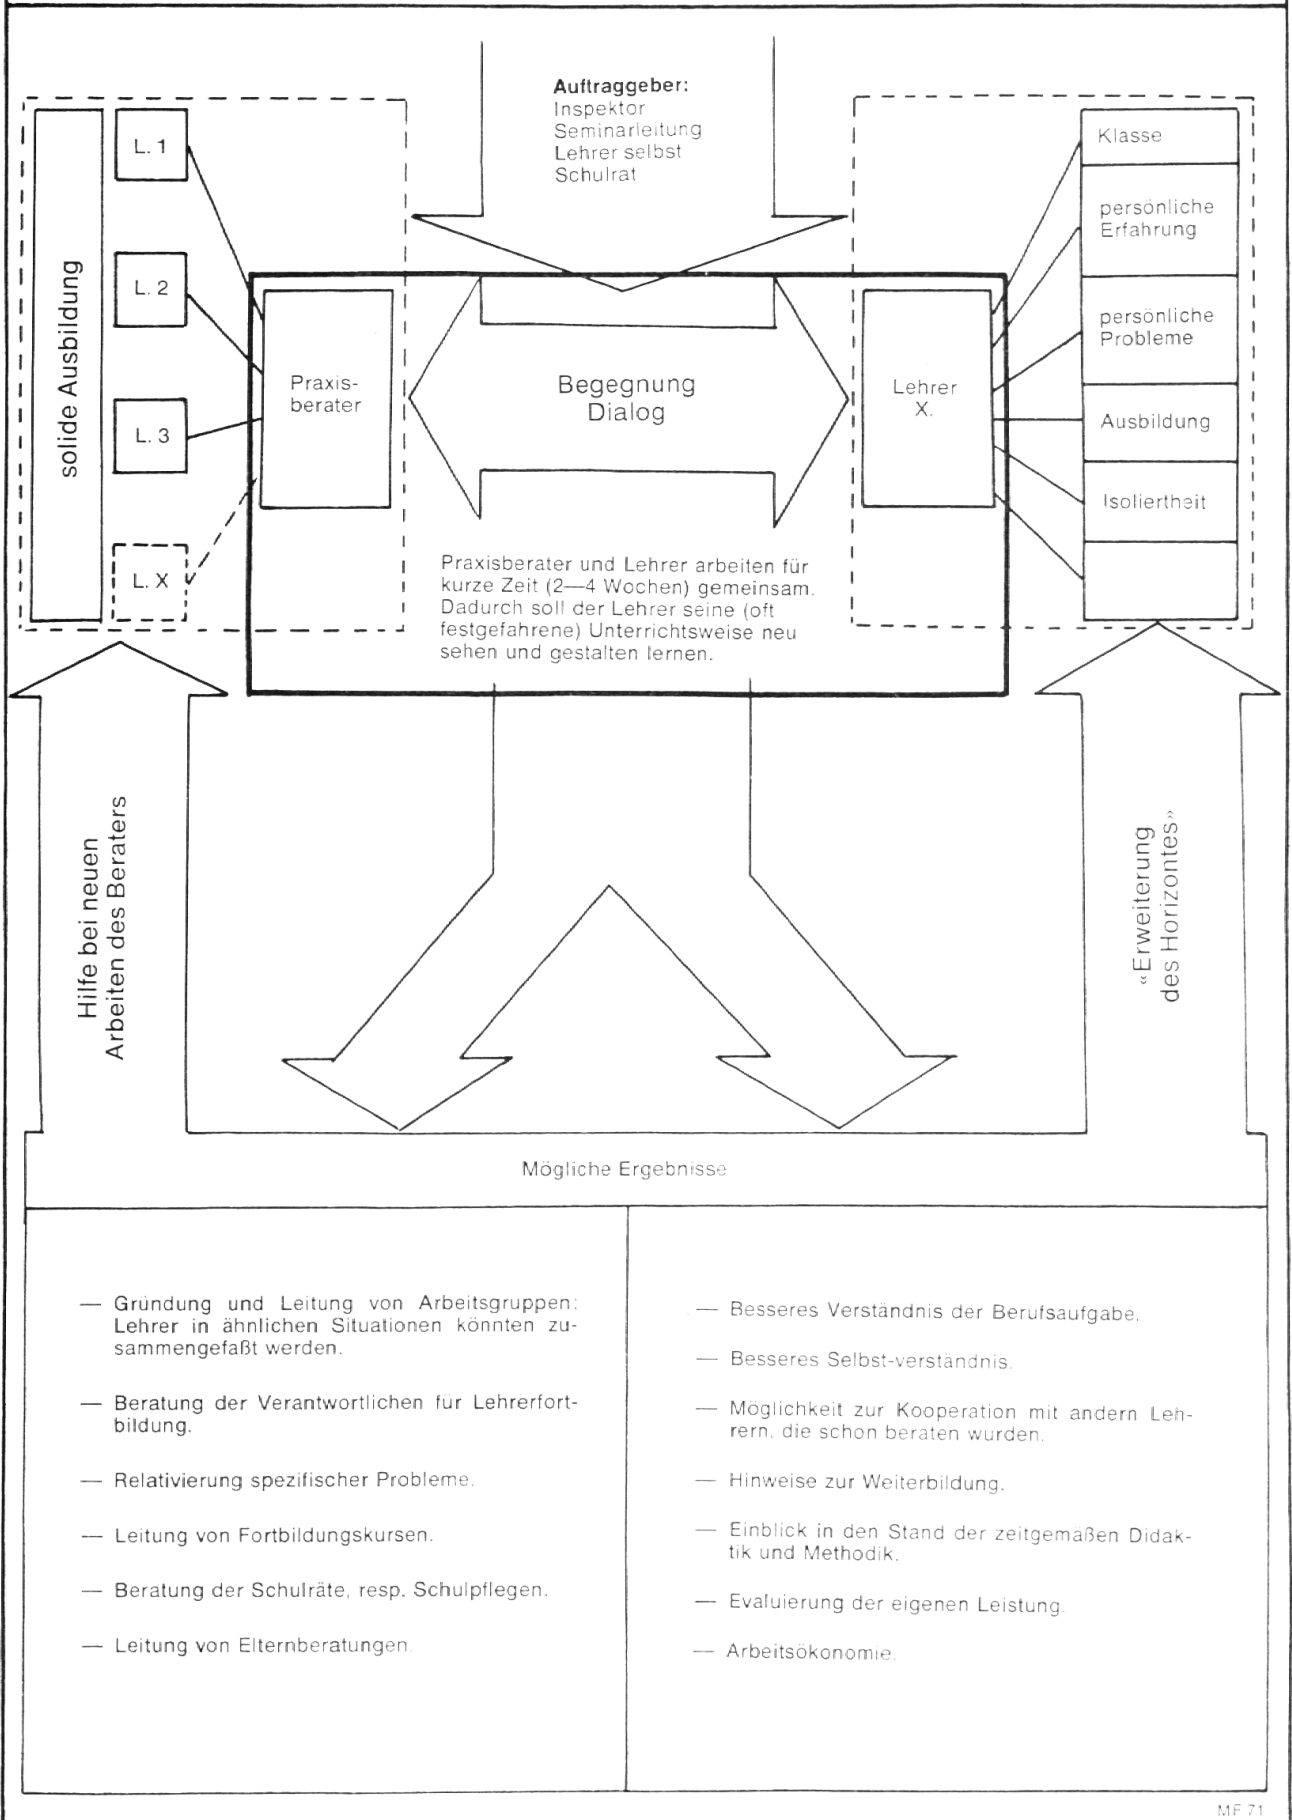 Auftraggeber:
Inspektor
Seminarleitung
Lehrer selbst
Schulrat
solide Ausbildung
L. 1
L. 2
L. 3
L. X
Praxis-
berater
Begegnung
Dialog
Lehrer
X.
Klasse
persönliche
Erfahrung
persönliche
Probleme
Ausbildung
Isoliertheit
Praxisberater und Lehrer arbeiten für
kurze Zeit (2—4 Wochen) gemeinsam.
Dadurch soll der Lehrer seine (oft
festgefahrene) Unterrichtsweise neu
sehen und gestalten lernen.
Hilfe bei neuen
Arbeiten des Beraters
«Erweiterung
des Horizontes»
Mögliche Ergebnisse
— Gründung und Leitung von Arbeitsgruppen:
Lehrer in ähnlichen Situationen könnten zu-
sammengefaßt werden.
— Beratung der Verantwortlichen für Lehrerfort-
bildung.
— Relativierung spezifischer Probleme.
— Leitung von Fortbildungskursen.
— Beratung der Schulräte, resp. Schulpflegen.
— Leitung von Elternberatungen.
— Besseres Verständnis der Berufsaufgabe.
— Besseres Selbst-verständnis.
— Möglichkeit zur Kooperation mit andern Leh-
rern, die schon beraten wurden.
— Hinweise zur Weiterbildung.
— Einblick in den Stand der zeitgemäßen Didak-
tik und Methodik.
— Evaluierung der eigenen Leistung.
— Arbeitsökonomie.
MF 71